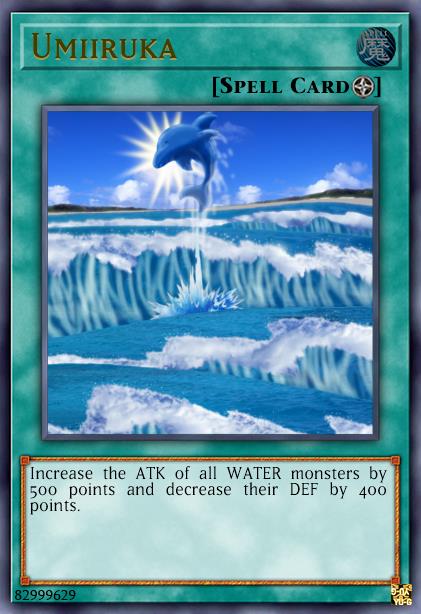 Umiiruka
魔
[Spell Card]
Increase the ATK of all WATER monsters by
500 points and decrease their DEF by 400
points.
82999629